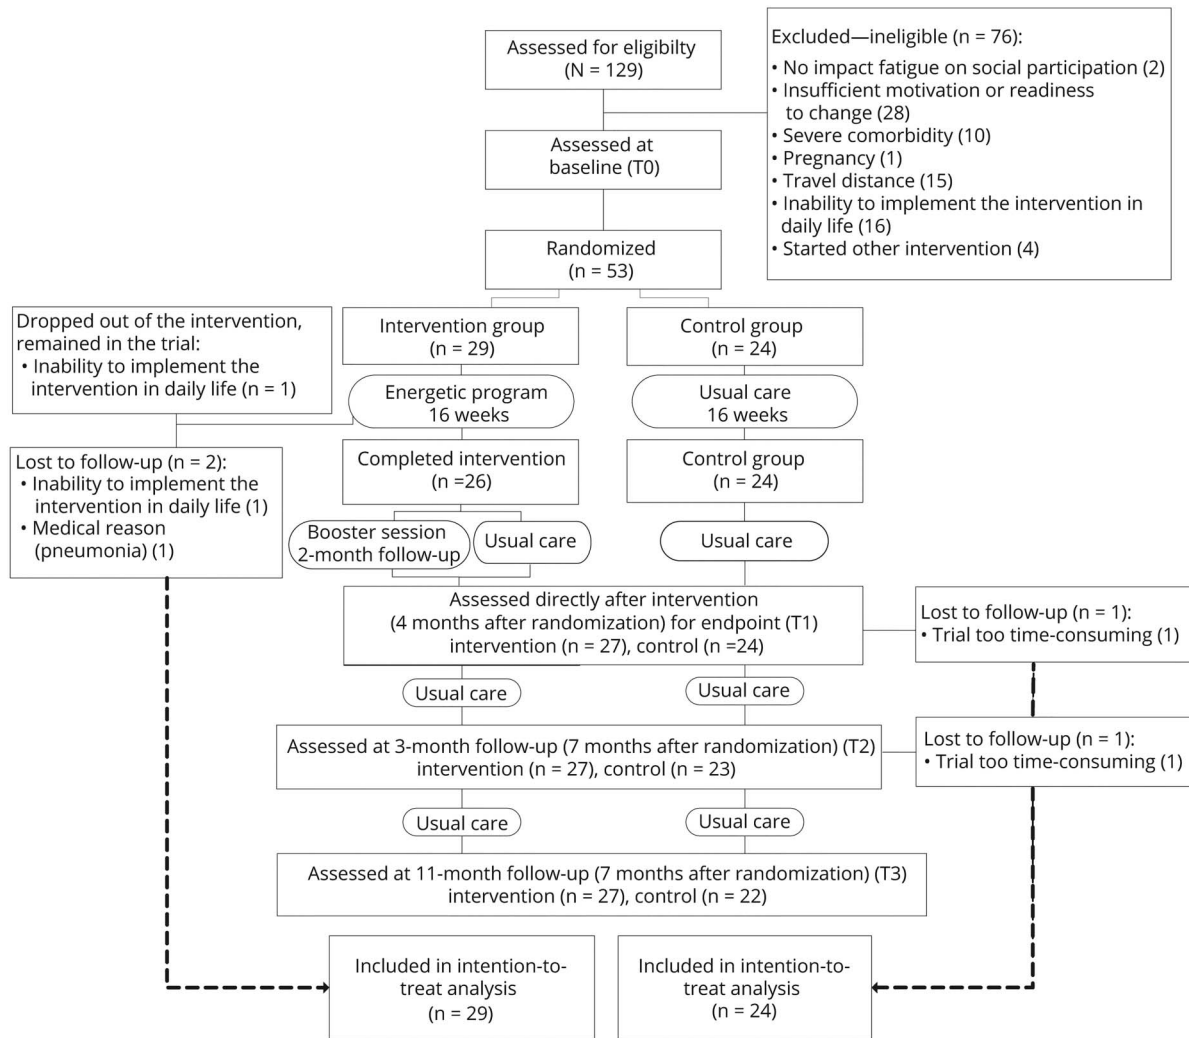 Assessed for eligibilty
(N = 129)
Excluded—ineligible (n = 76):
• No impact fatigue on social participation (2)
• Insufficient motivation or readiness
to change (28)
• Severe comorbidity (10)
• Pregnancy (1)
• Travel distance (15)
• Inability to implement the intervention in
daily life (16)
• Started other intervention (4)
Assessed at
baseline (T0)
Randomized
(n = 53)
Dropped out of the intervention,
remained in the trial:
• Inability to implement the
intervention in daily life (n = 1)
Intervention group
(n = 29)
Control group
(n = 24)
Energetic program
16 weeks
Usual care
16 weeks
Lost to follow-up (n = 2):
• Inability to implement the
intervention in daily life (1)
• Medical reason
(pneumonia) (1)
Completed intervention
(n =26)
Control group
(n = 24)
Booster session
2-month follow-up
Usual care
Usual care
Assessed directly after intervention
(4 months after randomization) for endpoint (T1)
intervention (n = 27), control (n =24)
Lost to follow-up (n = 1):
• Trial too time-consuming (1)
Usual care
Usual care
Assessed at 3-month follow-up (7 months after randomization) (T2)
intervention (n = 27), control (n = 23)
Lost to follow-up (n = 1):
• Trial too time-consuming (1)
Usual care
Usual care
Assessed at 11-month follow-up (7 months after randomization) (T3)
intervention (n = 27), control (n = 22)
Included in intention-to-
treat analysis
(n = 29)
Included in intention-to-
treat analysis
(n = 24)